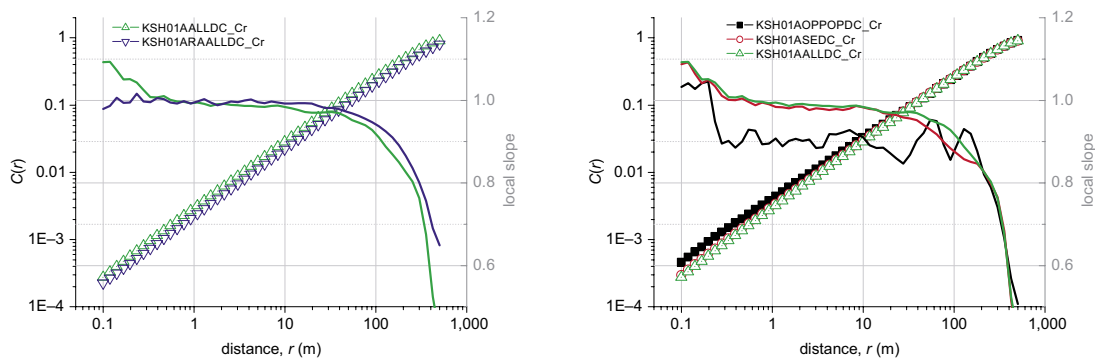 KSH01AALLDC_Cr
KSH01ARAALLDC_Cr
1
0.1
0.01
1E–3
1E–4
C(r)
0.1
1
10
100
1,000
distance, r (m)
1.2
1.0
0.8
0.6
local slope
KSH01AOPPOPDC_Cr
KSH01ASEDC_Cr
KSH01AALLDC_Cr
1
0.1
0.01
1E–3
1E–4
C(r)
0.1
1
10
100
1,000
distance, r (m)
1.2
1.0
0.8
0.6
local slope